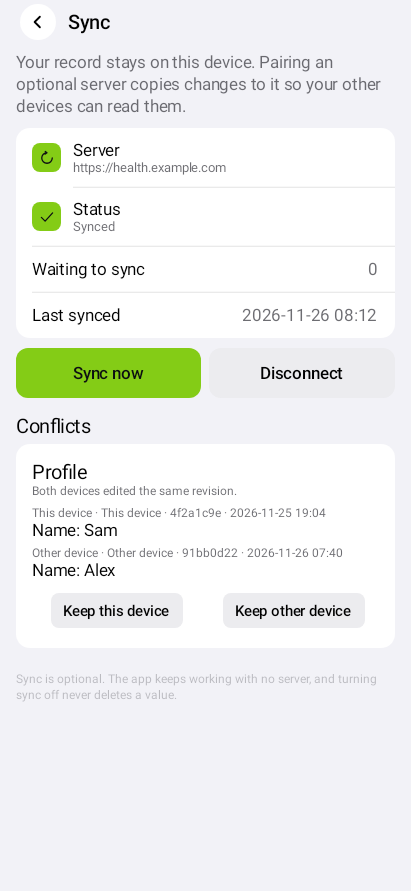 Sync
Your record stays on this device. Pairing an
optional server copies changes to it so your other
devices can read them.
Server
https://health.example.com
Status
Synced
Waiting to sync 0
Last synced 2026-11-26 08:12
Sync now Disconnect
Conflicts
Profile
Both devices edited the same revision.
This device · This device · 4f2a1c9e · 2026-11-25 19:04
Name: Sam
Other device · Other device · 91bb0d22 · 2026-11-26 07:40
Name: Alex
Keep this device Keep other device
Sync is optional. The app keeps working with no server, and turning
sync off never deletes a value.